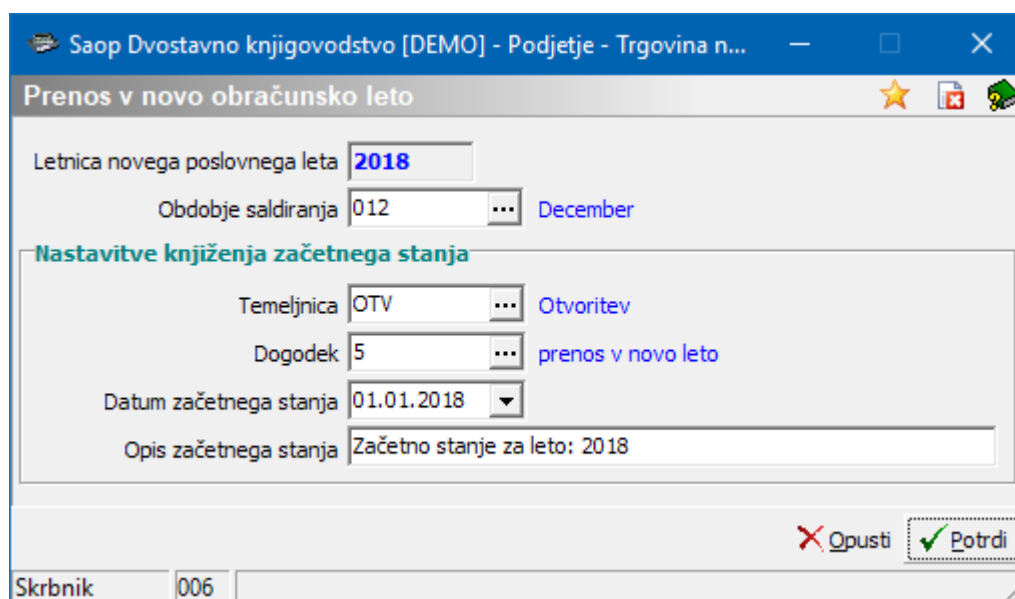 Saop Dvostavno knjigovodstvo [DEMO] - Podjetje - Trgovina n...
Prenos v novo obračunsko leto
Letnica novega poslovnega leta 2018
Obdobje saldiranja 012 ... December
Nastavitve knjiženja začetnega stanja
Temeljnica OTV ... Otvoritev
Dogodek 5 ... prenos v novo leto
Datum začetnega stanja 01.01.2018
Opis začetnega stanja Začetno stanje za leto: 2018
Opusti Potrdi
Skrbnik 006